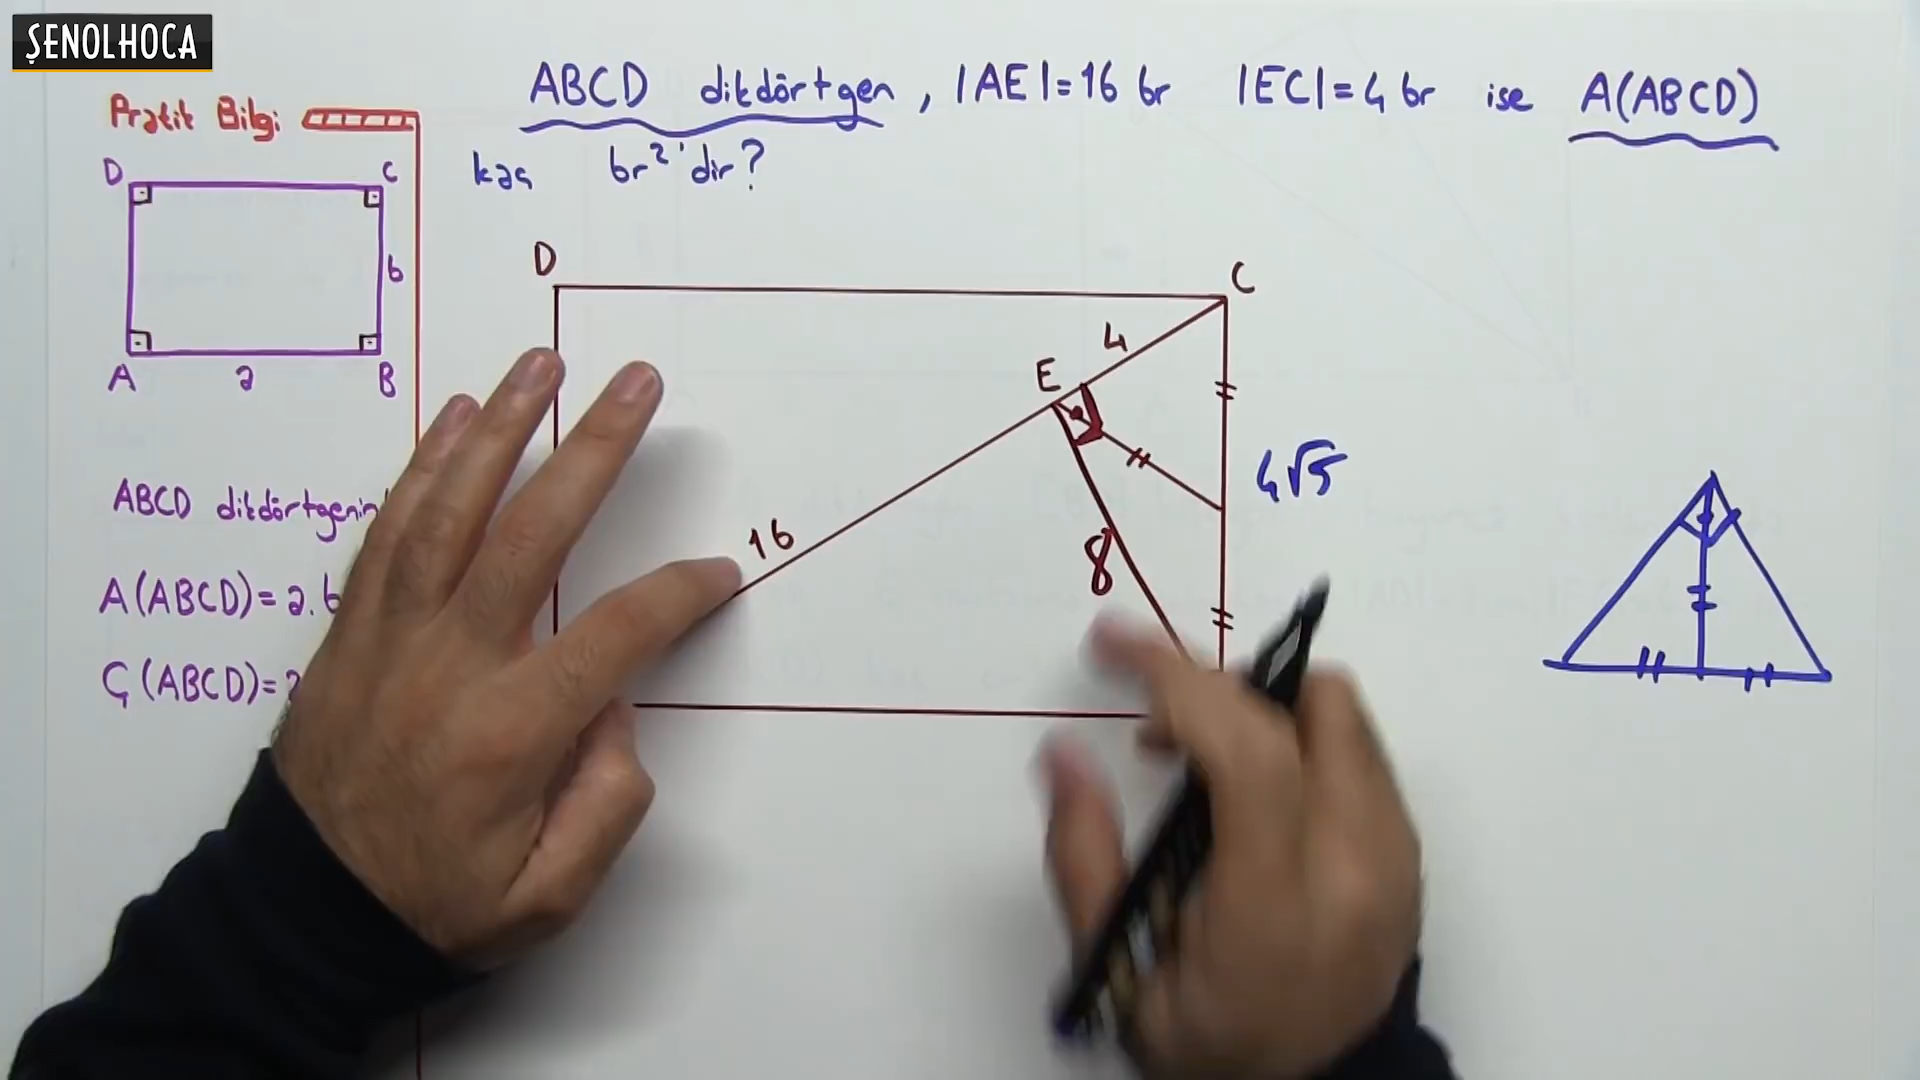 ŞENOLHOCA
ABCD dikdörtgen, |AE|=16 br |EC|=4 br ise A(ABCD)
kaç br²'dir?
Pratik Bilgi
D C
b
A a B
ABCD dikdörtgenin
A(ABCD)=a.b
Ç(ABCD)=2
D C
4
E
16
8
4√5